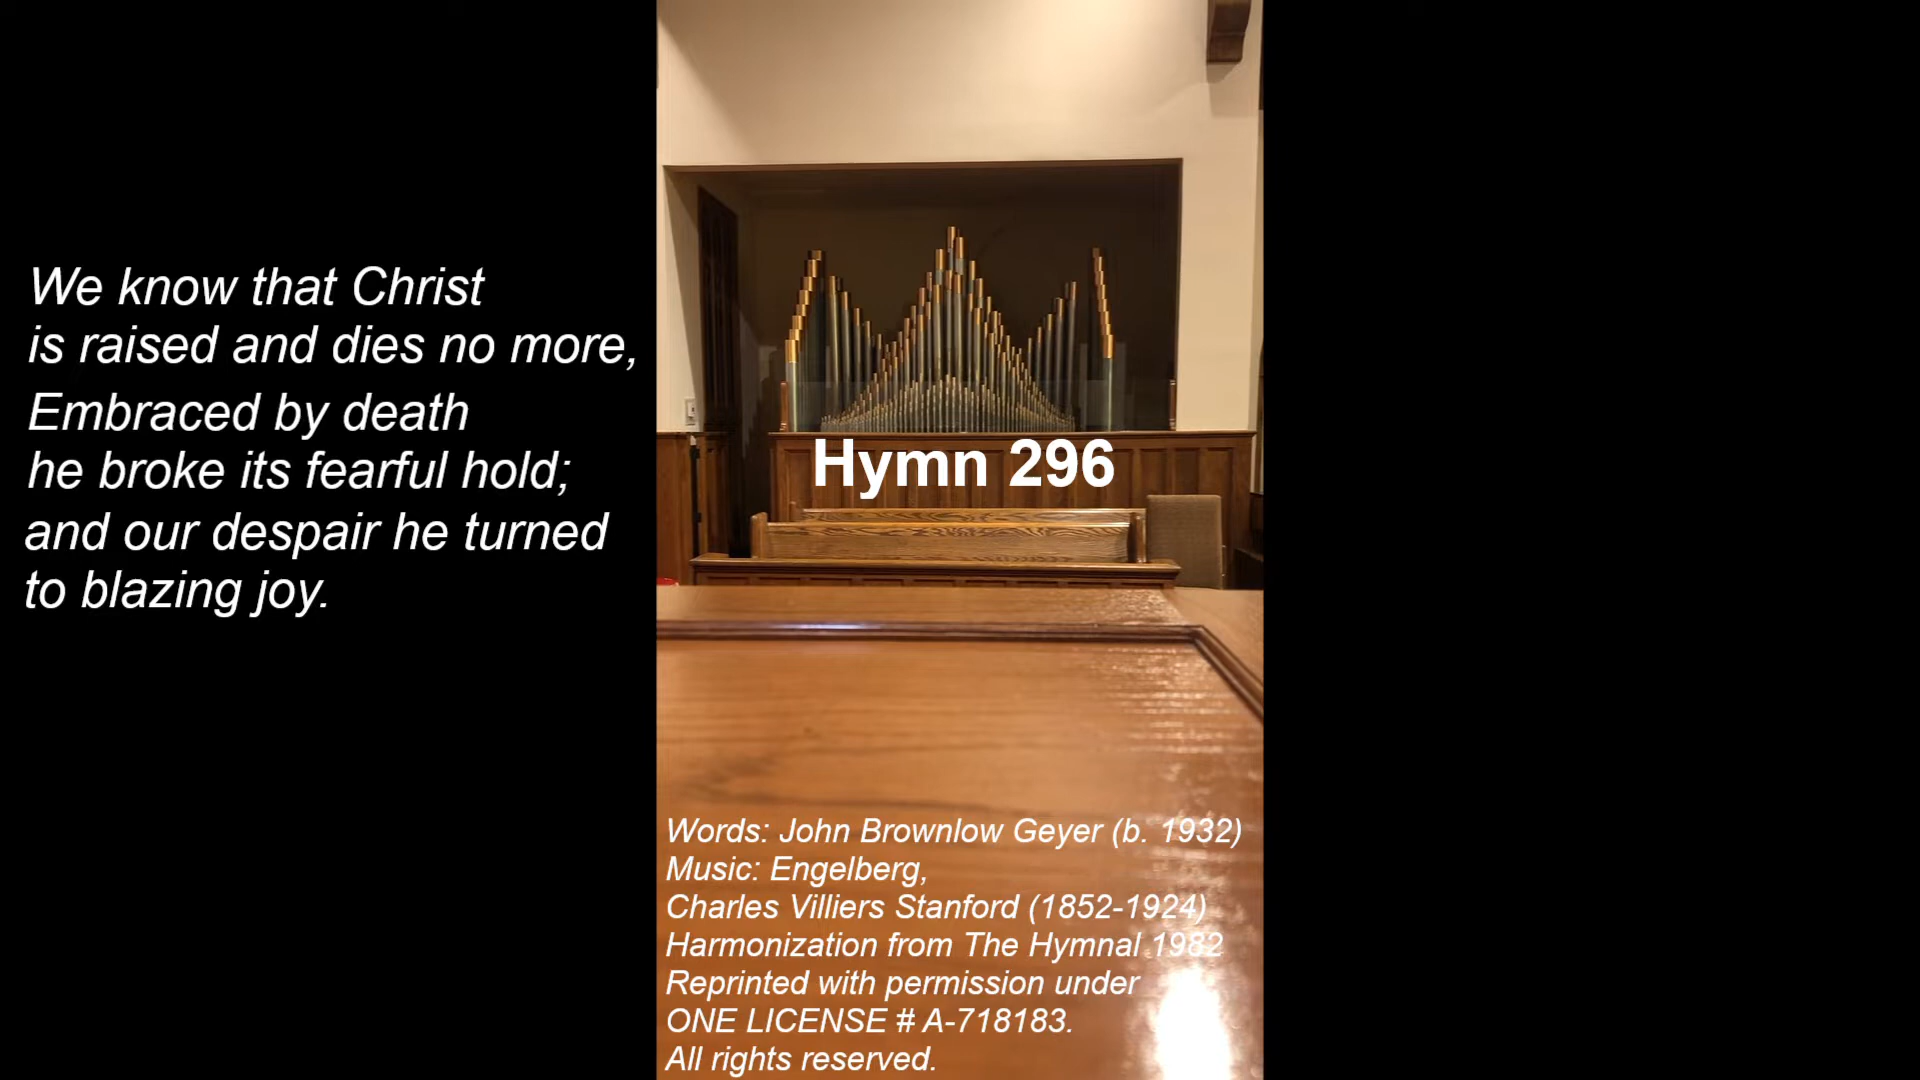 We know that Christ
is raised and dies no more,
Embraced by death
he broke its fearful hold;
and our despair he turned
to blazing joy.
Hymn 296
Words: John Brownlow Geyer (b. 1932)
Music: Engelberg,
Charles Villiers Stanford (1852-1924)
Harmonization from The Hymnal 1982
Reprinted with permission under
ONE LICENSE # A-718183.
All rights reserved.